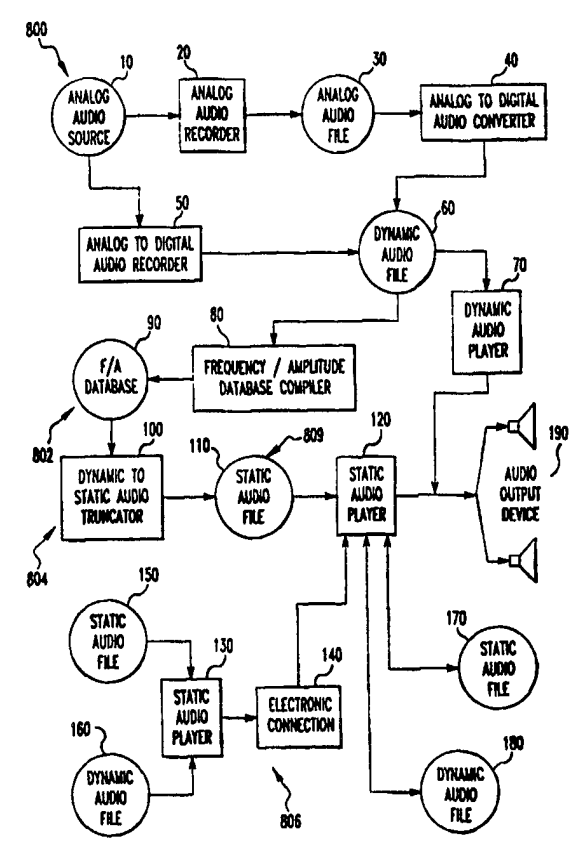 800
10
ANALOG
AUDIO
SOURCE
20
ANALOG
AUDIO
RECORDER
30
ANALOG
AUDIO
FILE
40
ANALOG TO DIGITAL
AUDIO CONVERTER
50
ANALOG TO DIGITAL
AUDIO RECORDER
60
DYNAMIC
AUDIO
FILE
70
DYNAMIC
AUDIO
PLAYER
80
FREQUENCY / AMPLITUDE
DATABASE COMPILER
90
F/A
DATABASE
802
100
DYNAMIC TO
STATIC AUDIO
TRUNCATOR
804
110
809
STATIC
AUDIO
FILE
120
STATIC
AUDIO
PLAYER
190
AUDIO
OUTPUT
DEVICE
150
STATIC
AUDIO
FILE
130
STATIC
AUDIO
PLAYER
140
ELECTRONIC
CONNECTION
160
DYNAMIC
AUDIO
FILE
806
170
STATIC
AUDIO
FILE
180
DYNAMIC
AUDIO
FILE